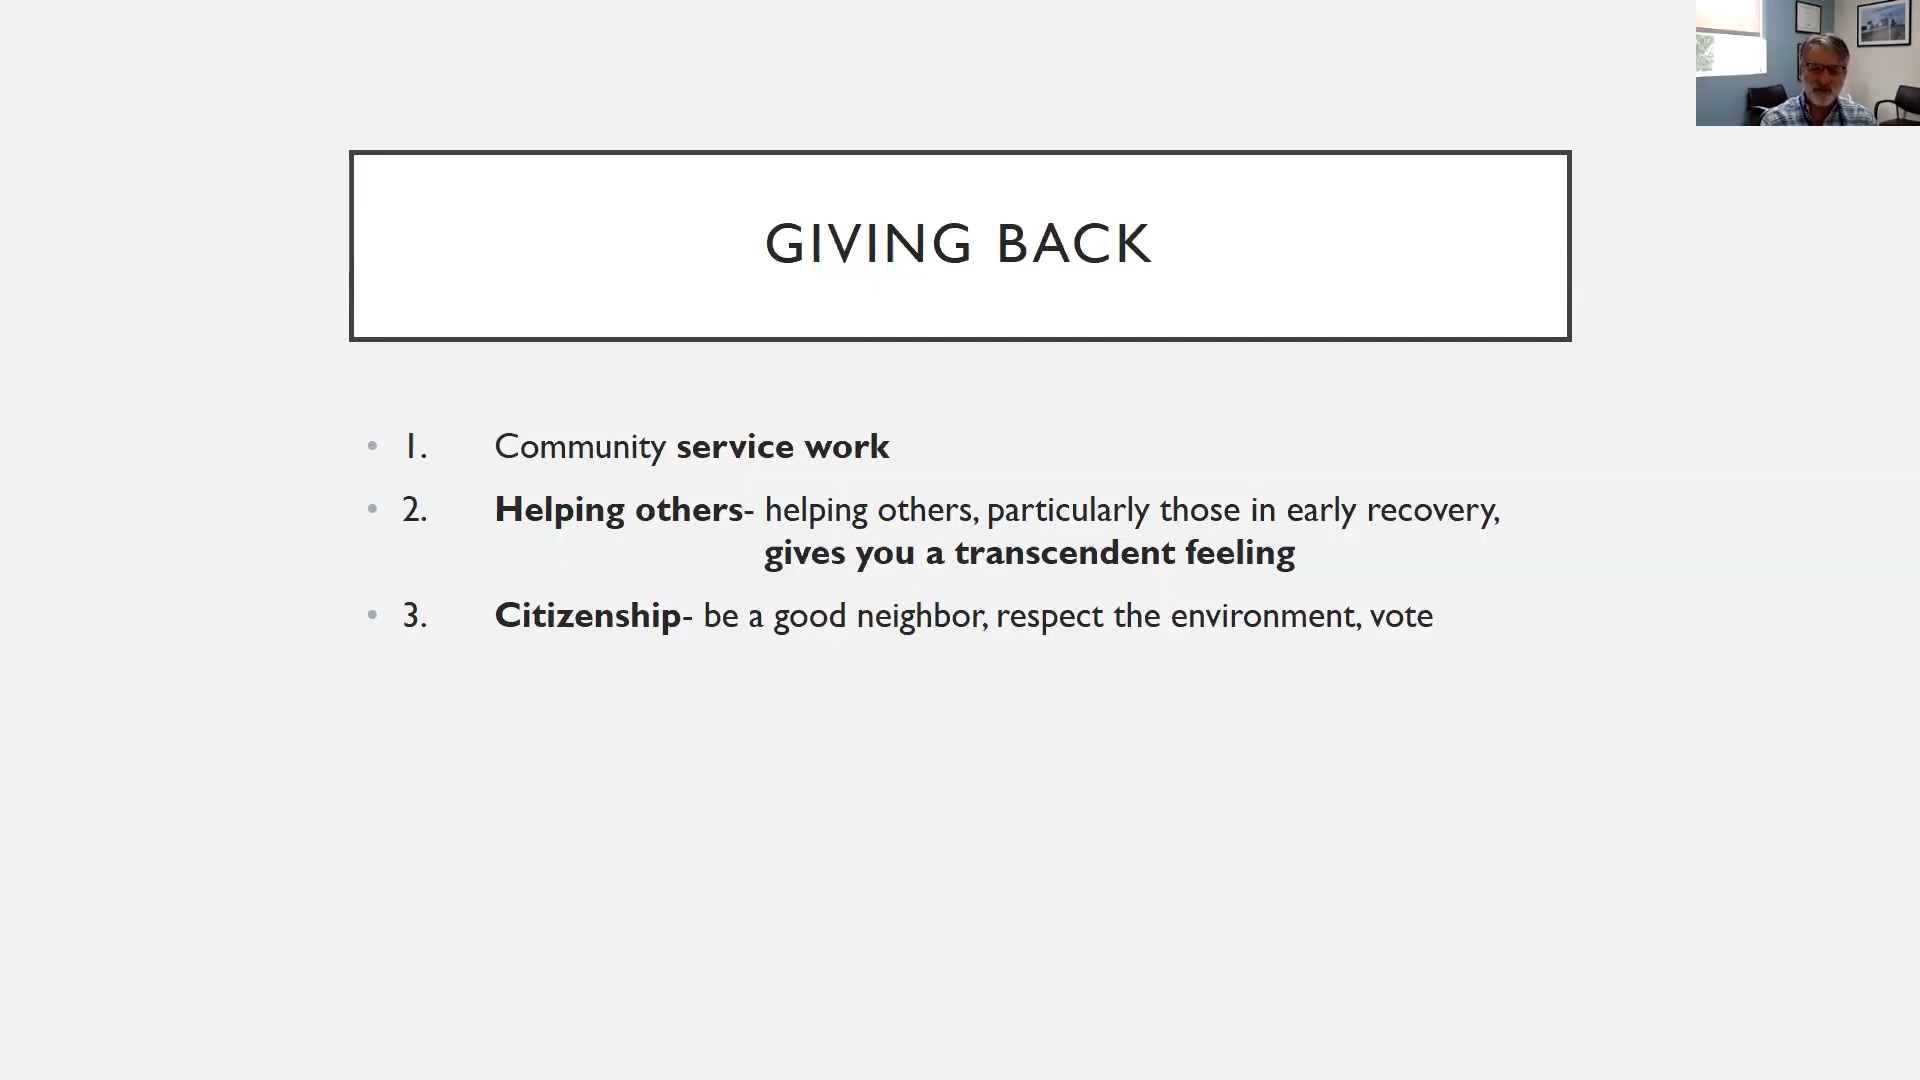 GIVING BACK
• 1. Community service work
• 2. Helping others- helping others, particularly those in early recovery,
gives you a transcendent feeling
• 3. Citizenship- be a good neighbor, respect the environment, vote